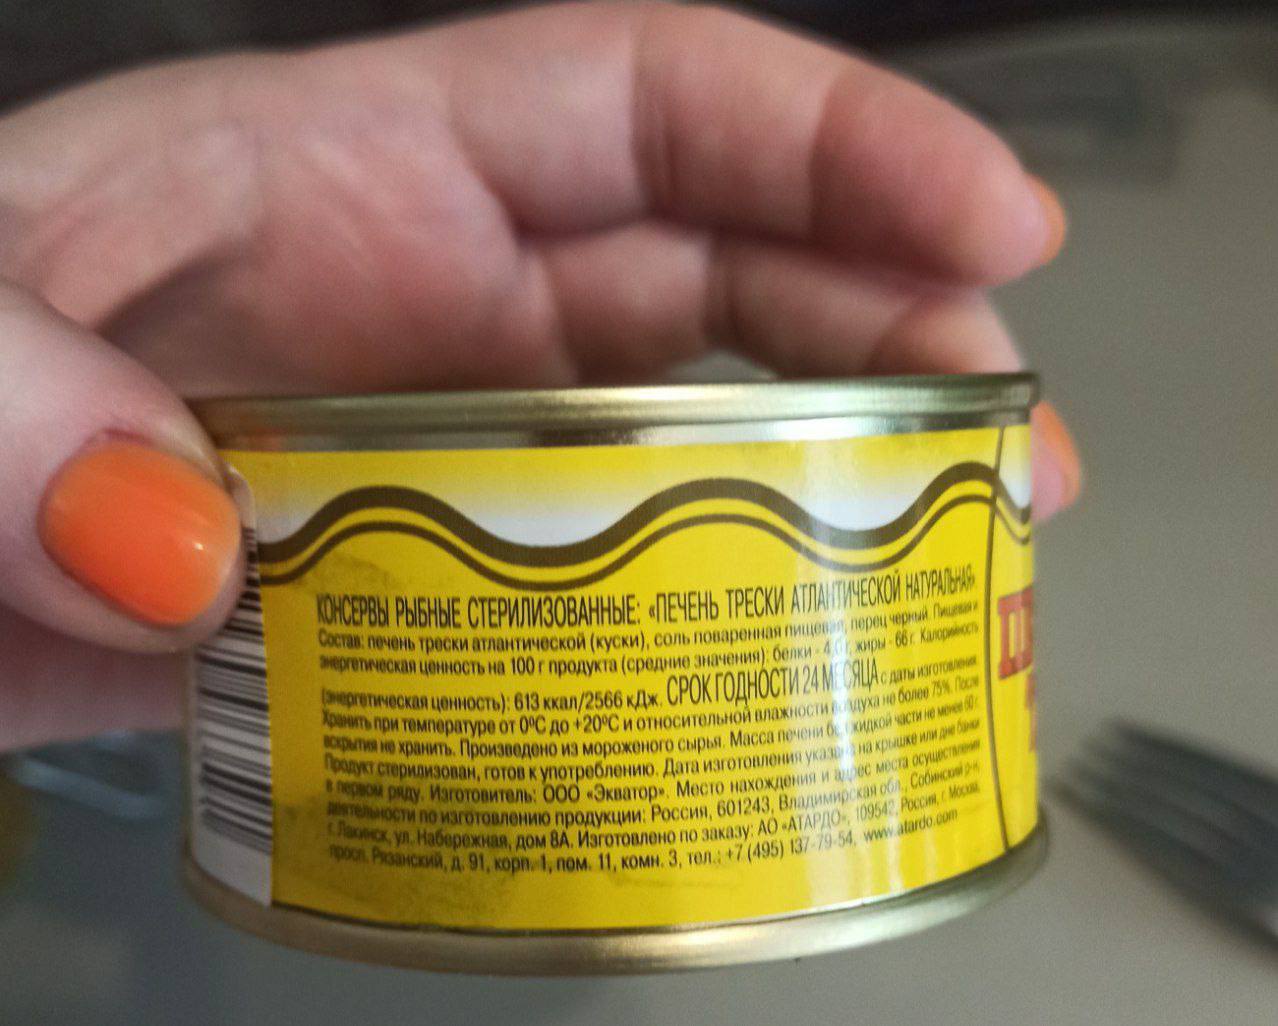 КОНСЕРВЫ РЫБНЫЕ СТЕРИЛИЗОВАННЫЕ: «ПЕЧЕНЬ ТРЕСКИ АТЛАНТИЧЕСКОЙ НАТУРАЛЬНАЯ»
Состав: печень трески атлантической (куски), соль поваренная пищевая, перец черный. Пищевая и
энергетическая ценность на 100 г продукта (средние значения): белки - 4,0 г, жиры - 66 г. Калорийность
(энергетическая ценность): 613 ккал/2566 кДж. СРОК ГОДНОСТИ 24 МЕСЯЦА с даты изготовления.
Хранить при температуре от 0°С до +20°С и относительной влажности воздуха не более 75%. После
вскрытия не хранить. Произведено из мороженого сырья. Масса печени без жидкой части не менее 60 г.
Продукт стерилизован, готов к употреблению. Дата изготовления указана на крышке или дне банки
в первом ряду. Изготовитель: ООО «Экватор». Место нахождения и адрес места осуществления
деятельности по изготовлению продукции: Россия, 601243, Владимирская обл., Собинский р-н,
г. Лакинск, ул. Набережная, дом 8А. Изготовлено по заказу: АО «АТАРДО», 109542, Россия, г. Москва,
просп. Рязанский, д. 91, корп. 1, пом. 11, комн. 3, тел.: +7 (495) 137-79-54, www.atardo.com